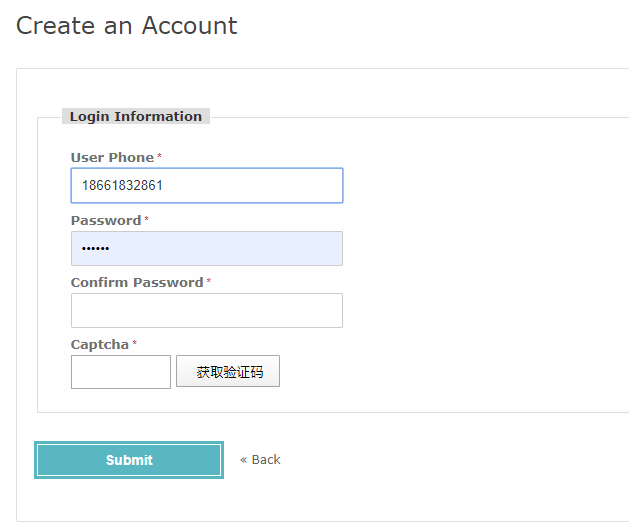 Create an Account
Login Information
User Phone *
18661832861
Password *
••••••
Confirm Password *
Captcha *
获取验证码
Submit
« Back